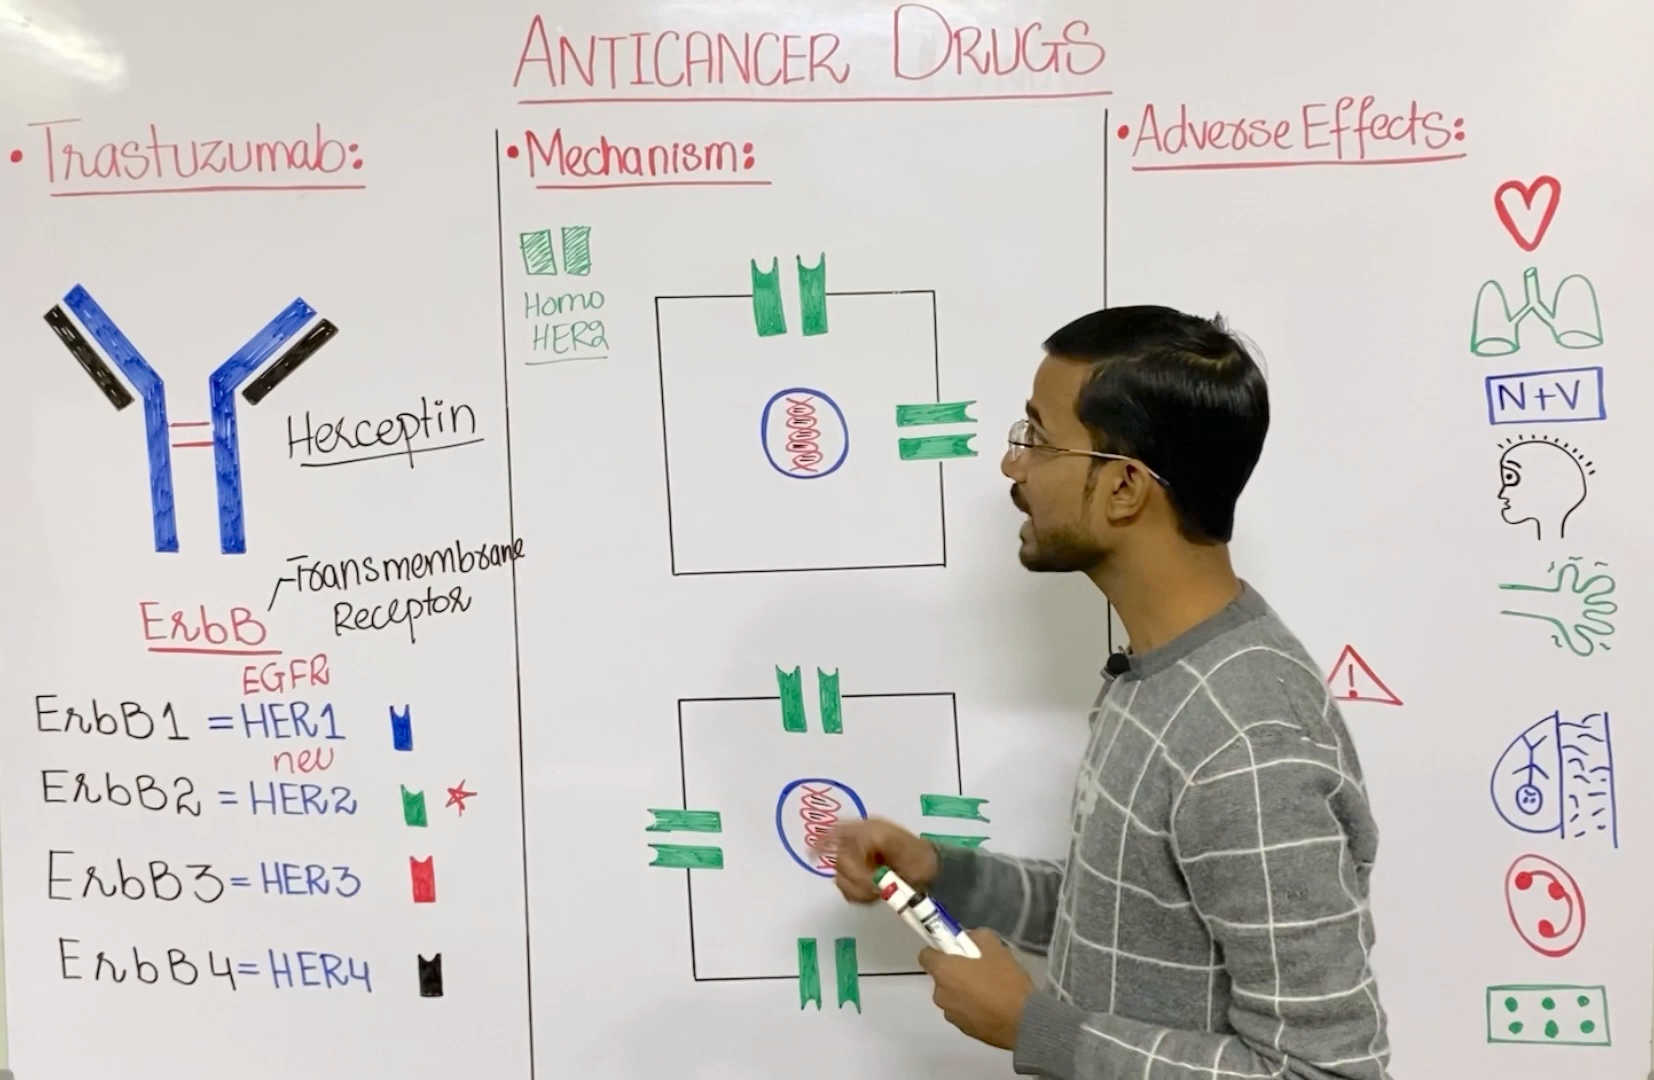 ANTICANCER DRUGS
• Trastuzumab:
Herceptin
Transmembrane
Receptor
ErbB
EGFR
ErbB1 = HER1
neu
ErbB2 = HER2
ErbB3 = HER3
ErbB4 = HER4
• Mechanism:
Homo
HER2
• Adverse Effects:
N+V
!